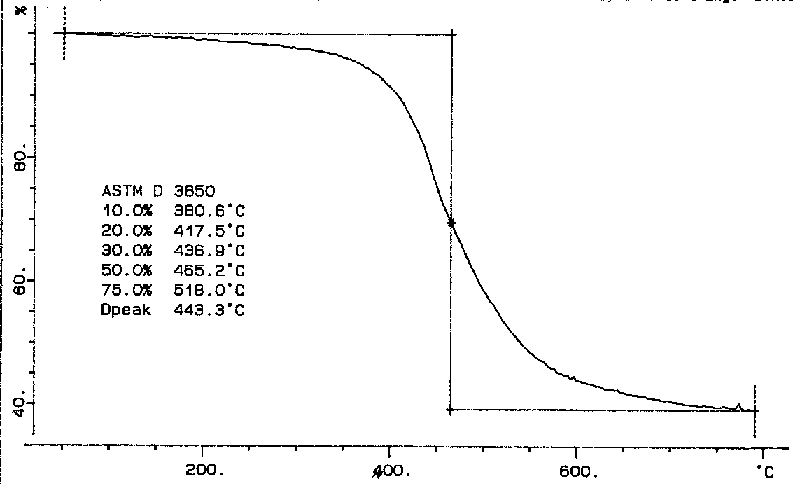 %
80.
60.
40.
ASTM D 3850
10.0% 380.6°C
20.0% 417.5°C
30.0% 436.9°C
50.0% 465.2°C
75.0% 518.0°C
Dpeak 443.3°C
200. 400. 600. °C